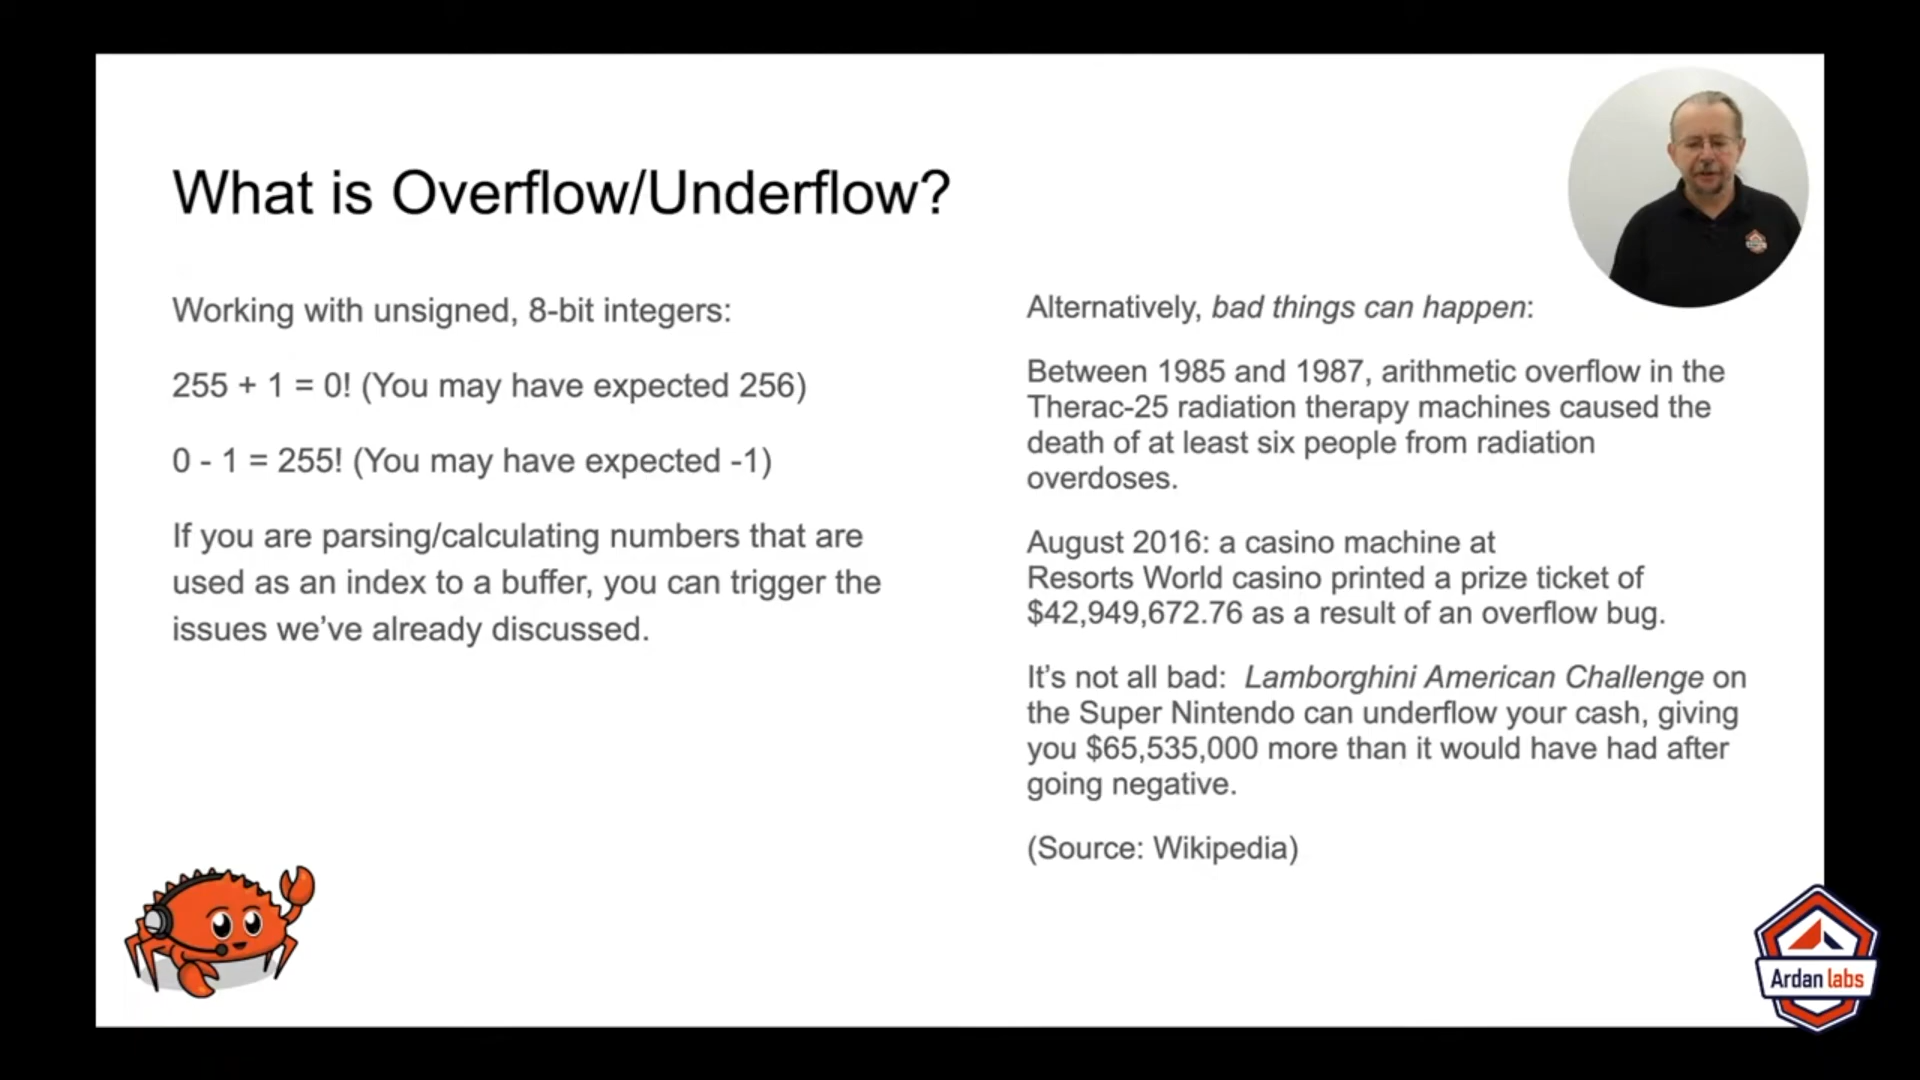 What is Overflow/Underflow?
Working with unsigned, 8-bit integers:
255 + 1 = 0! (You may have expected 256)
0 - 1 = 255! (You may have expected -1)
If you are parsing/calculating numbers that are
used as an index to a buffer, you can trigger the
issues we’ve already discussed.
Alternatively, bad things can happen:
Between 1985 and 1987, arithmetic overflow in the
Therac-25 radiation therapy machines caused the
death of at least six people from radiation
overdoses.
August 2016: a casino machine at
Resorts World casino printed a prize ticket of
$42,949,672.76 as a result of an overflow bug.
It’s not all bad:  Lamborghini American Challenge on
the Super Nintendo can underflow your cash, giving
you $65,535,000 more than it would have had after
going negative.
(Source: Wikipedia)
Ardan labs